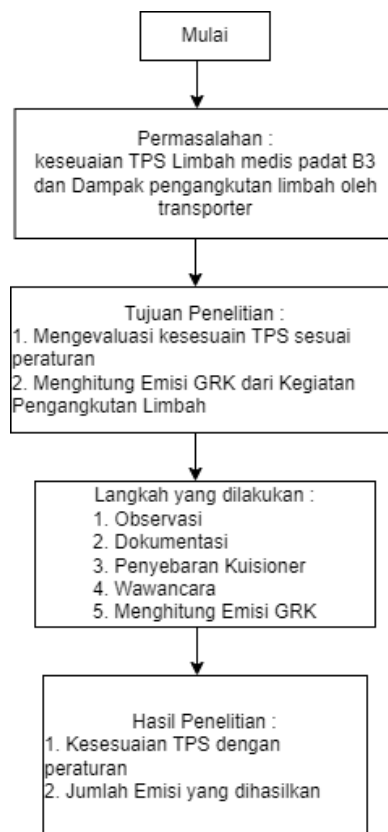 Mulai
Permasalahan :
keseuaian TPS Limbah medis padat B3
dan Dampak pengangkutan limbah oleh
transporter
Tujuan Penelitian :
1. Mengevaluasi kesesuain TPS sesuai
peraturan
2. Menghitung Emisi GRK dari Kegiatan
Pengangkutan Limbah
Langkah yang dilakukan :
1. Observasi
2. Dokumentasi
3. Penyebaran Kuisioner
4. Wawancara
5. Menghitung Emisi GRK
Hasil Penelitian :
1. Kesesuaian TPS dengan
peraturan
2. Jumlah Emisi yang dihasilkan